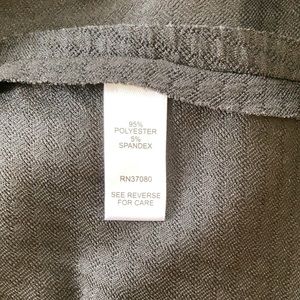 95%
POLYESTER
5%
SPANDEX
RN37080
SEE REVERSE
FOR CARE